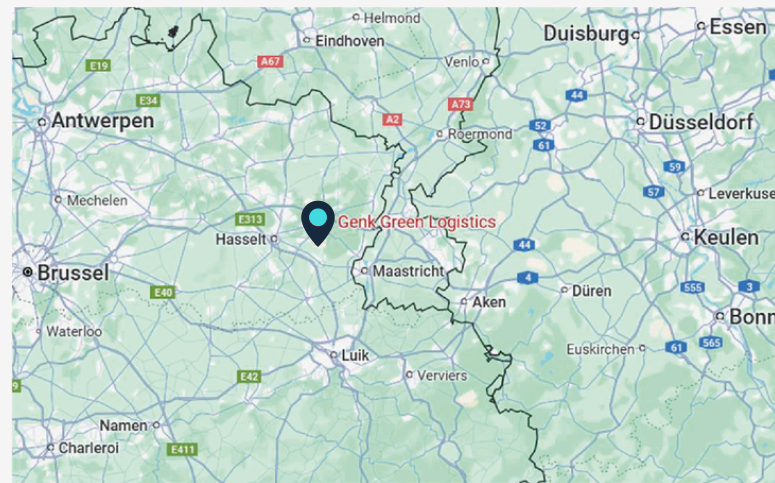 Helmond
Eindhoven
Duisburg
Essen
A67
Venlo
E19
E34
44
A73
A2
Antwerpen
Roermond
52
61
Düsseldorf
59
57
Mechelen
Leverkuse
E313
Genk Green Logistics
Hasselt
44
Keulen
Brussel
Maastricht
4
555
3
E40
Aken
Düren
Bonn
Waterloo
Luik
Euskirchen
61
565
E42
Verviers
9
Namen
Charleroi
E411